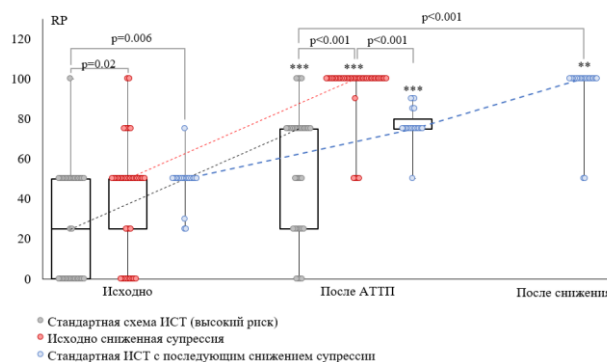 RP
p<0.001
120
p=0.006
p<0.001 p<0.001
p=0.02
*** *** **
100
***
80
60
40
20
0
Исходно После АТТП После снижения
Стандартная схема ИСТ (высокий риск)
Исходно сниженная супрессия
Стандартная ИСТ с последующим снижением супрессии